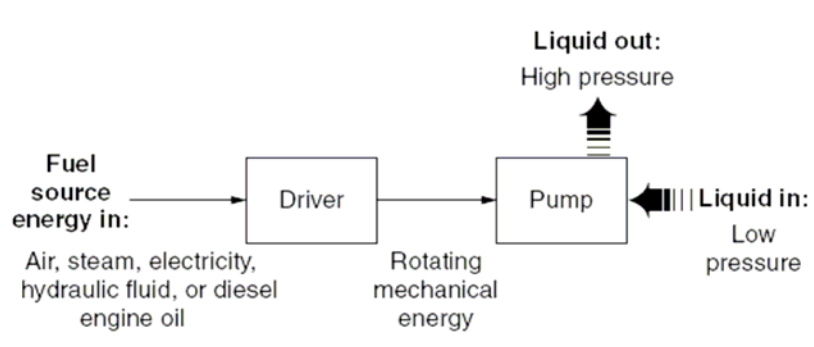 Liquid out:
High pressure
Fuel
source
energy in:
Driver
Pump
Liquid in:
Low
pressure
Air, steam, electricity,
hydraulic fluid, or diesel
engine oil
Rotating
mechanical
energy